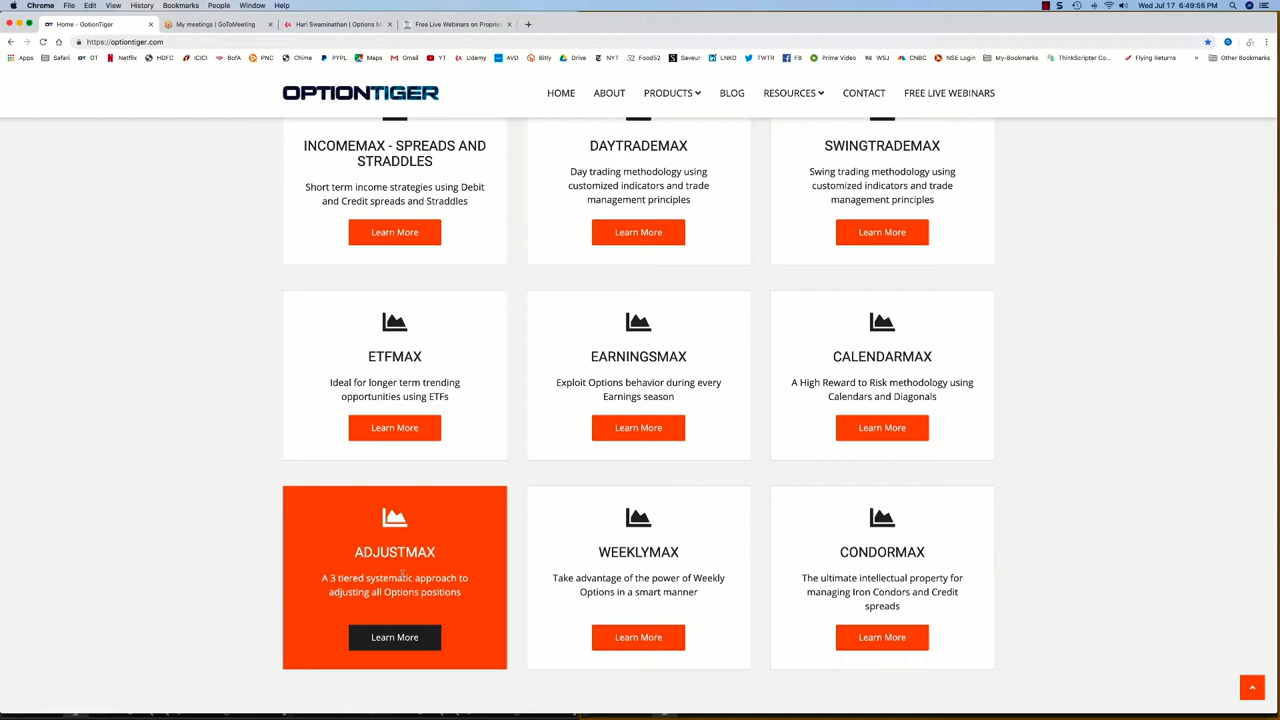 Chrome File Edit View History Bookmarks People Window Help
Wed Jul 17 6:49:56 PM
Home - OptionTiger
My meetings | GoToMeeting
Hari Swaminathan | Options M
Free Live Webinars on Proprie
https://optiontiger.com
Apps Safari OT Netflix HDFC ICICI BofA PNC Chime PYPL Maps Gmail YT Udemy AVD Bitly Drive NYT Food52 Saveur LNKD TWTR FB Prime Video WSJ CNBC NSE Login My-Bookmarks ThinkScripter Co... Flying Returns » Other Bookmarks
OPTIONTIGER
HOME ABOUT PRODUCTS BLOG RESOURCES CONTACT FREE LIVE WEBINARS
INCOMEMAX - SPREADS AND
STRADDLES
Short term income strategies using Debit
and Credit spreads and Straddles
Learn More
DAYTRADEMAX
Day trading methodology using
customized indicators and trade
management principles
Learn More
SWINGTRADEMAX
Swing trading methodology using
customized indicators and trade
management principles
Learn More
ETFMAX
Ideal for longer term trending
opportunities using ETFs
Learn More
EARNINGSMAX
Exploit Options behavior during every
Earnings season
Learn More
CALENDARMAX
A High Reward to Risk methodology using
Calendars and Diagonals
Learn More
ADJUSTMAX
A 3 tiered systematic approach to
adjusting all Options positions
Learn More
WEEKLYMAX
Take advantage of the power of Weekly
Options in a smart manner
Learn More
CONDORMAX
The ultimate intellectual property for
managing Iron Condors and Credit
spreads
Learn More